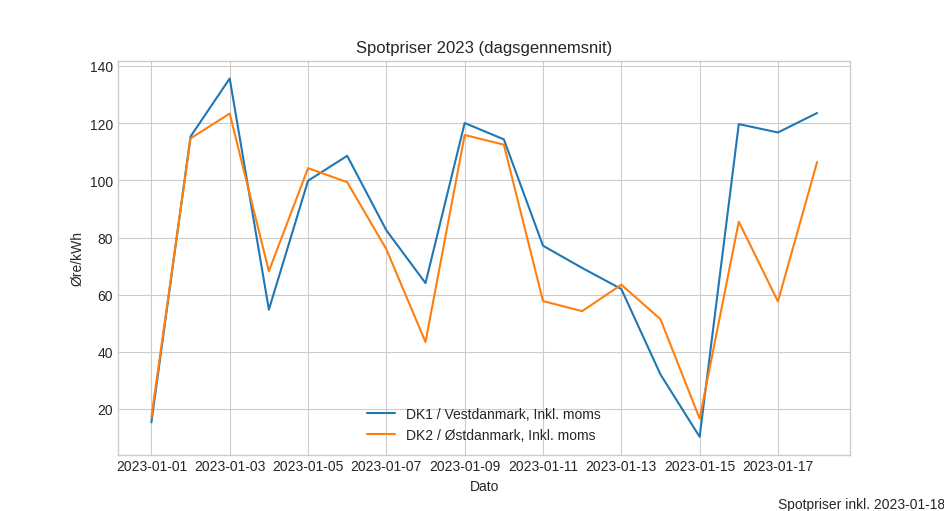 Spotpriser 2023 (dagsgennemsnit)
140
120
100
80
60
40
20
Øre/kWh
DK1 / Vestdanmark, Inkl. moms
DK2 / Østdanmark, Inkl. moms
2023-01-01 2023-01-03 2023-01-05 2023-01-07 2023-01-09 2023-01-11 2023-01-13 2023-01-15 2023-01-17
Dato
Spotpriser inkl. 2023-01-18